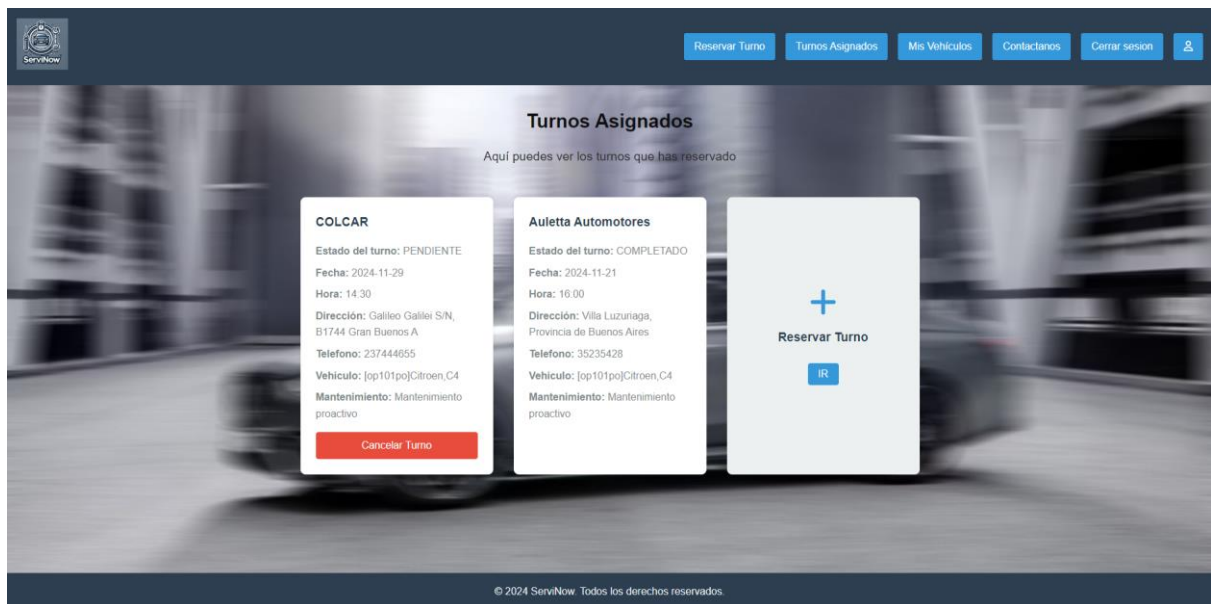 ServiNow
Reservar Turno
Turnos Asignados
Mis Vehículos
Contactanos
Cerrar sesion
Turnos Asignados
Aquí puedes ver los turnos que has reservado
COLCAR
Estado del turno: PENDIENTE
Fecha: 2024-11-29
Hora: 14:30
Dirección: Galileo Galilei S/N,
B1744 Gran Buenos A
Telefono: 237444655
Vehiculo: [op101po]Citroen,C4
Mantenimiento: Mantenimiento
proactivo
Cancelar Turno
Auletta Automotores
Estado del turno: COMPLETADO
Fecha: 2024-11-21
Hora: 16:00
Dirección: Villa Luzuriaga,
Provincia de Buenos Aires
Telefono: 35235428
Vehiculo: [op101po]Citroen,C4
Mantenimiento: Mantenimiento
proactivo
Reservar Turno
IR
© 2024 ServiNow. Todos los derechos reservados.